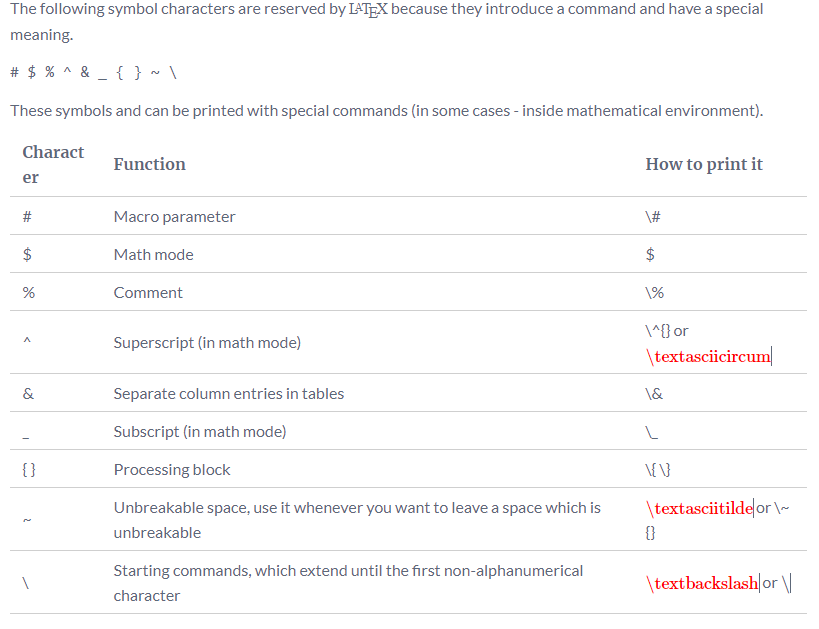 The following symbol characters are reserved by LATEX because they introduce a command and have a special
meaning.
# $ % ^ & _ { } ~ \
These symbols and can be printed with special commands (in some cases - inside mathematical environment).
Charact
er
Function
How to print it
# Macro parameter \#
$ Math mode $
% Comment \%
^ Superscript (in math mode) \^{} or
\textasciicircum|
& Separate column entries in tables \&
_ Subscript (in math mode) \_
{ } Processing block \{ \}
~ Unbreakable space, use it whenever you want to leave a space which is
unbreakable
\textasciitilde| or \~
{}
\ Starting commands, which extend until the first non-alphanumerical
character
\textbackslash| or \|